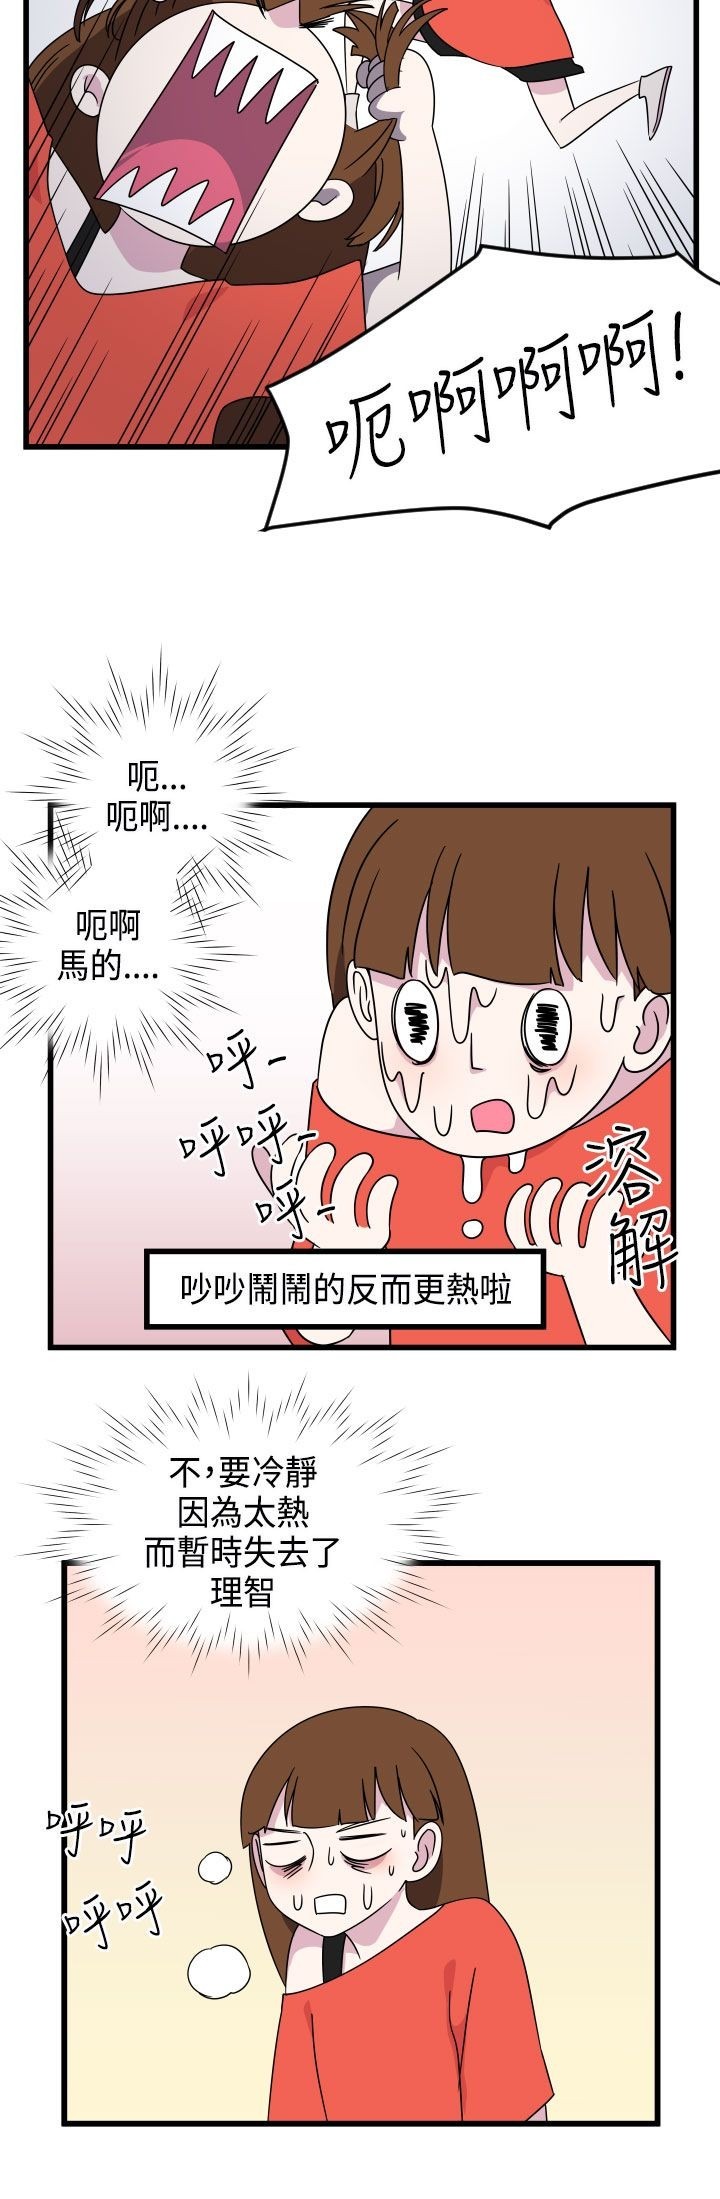 呃啊啊啊!
呃...
呃啊....
呃啊
馬的....
呼-
呼呼-
呼-
溶解
吵吵鬧鬧的反而更熱啦
不,要冷靜
因為太熱
而暫時失去了
理智
呼呼
呼呼